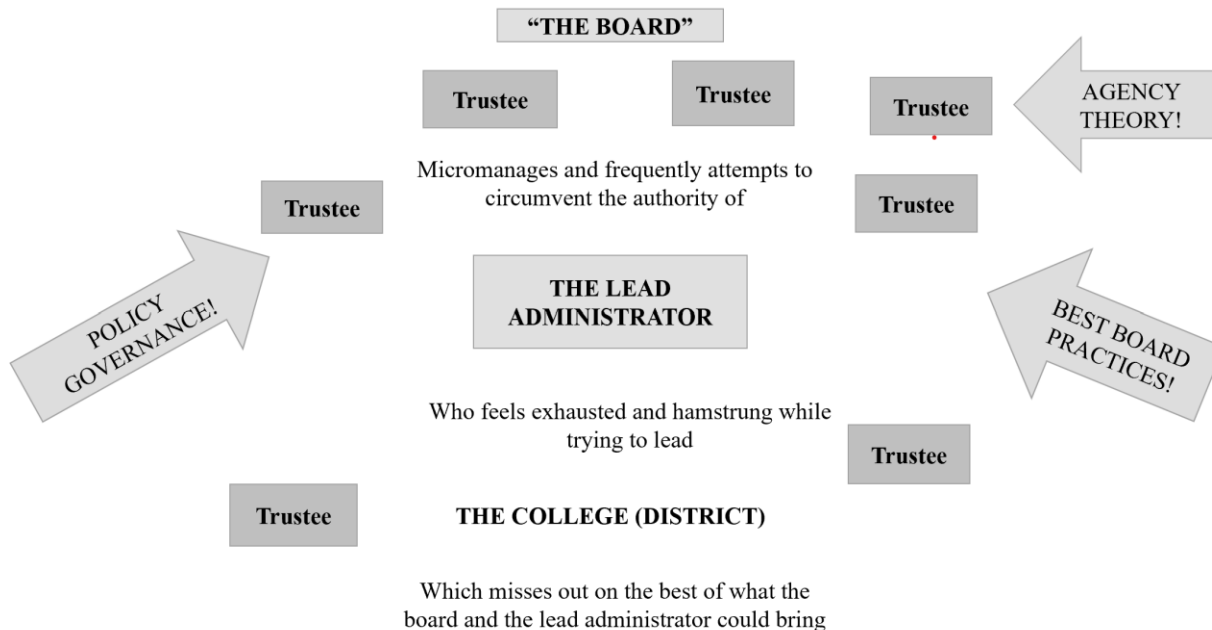 “THE BOARD”
Trustee
Trustee
Trustee
AGENCY
THEORY!
Micromanages and frequently attempts to
circumvent the authority of
Trustee
Trustee
THE LEAD
ADMINISTRATOR
POLICY
GOVERNANCE!
BEST BOARD
PRACTICES!
Who feels exhausted and hamstrung while
trying to lead
Trustee
Trustee
THE COLLEGE (DISTRICT)
Which misses out on the best of what the
board and the lead administrator could bring